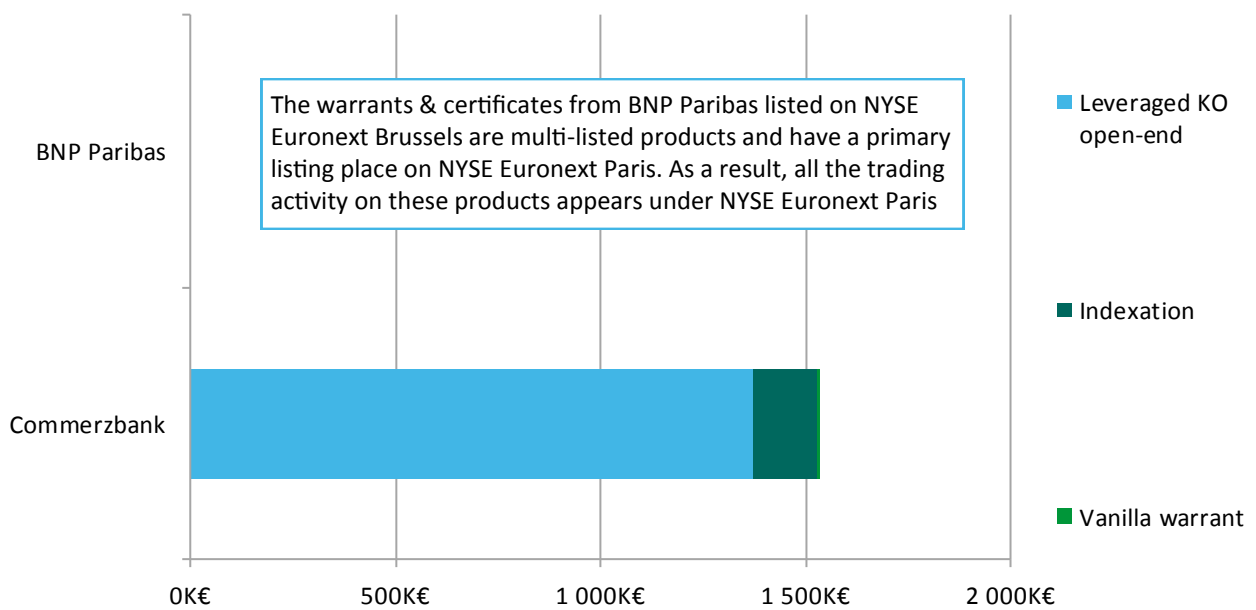 BNP Paribas
The warrants & certificates from BNP Paribas listed on NYSE
Euronext Brussels are multi-listed products and have a primary
listing place on NYSE Euronext Paris. As a result, all the trading
activity on these products appears under NYSE Euronext Paris
Commerzbank
0K€
500K€
1 000K€
1 500K€
2 000K€
Leveraged KO
open-end
Indexation
Vanilla warrant